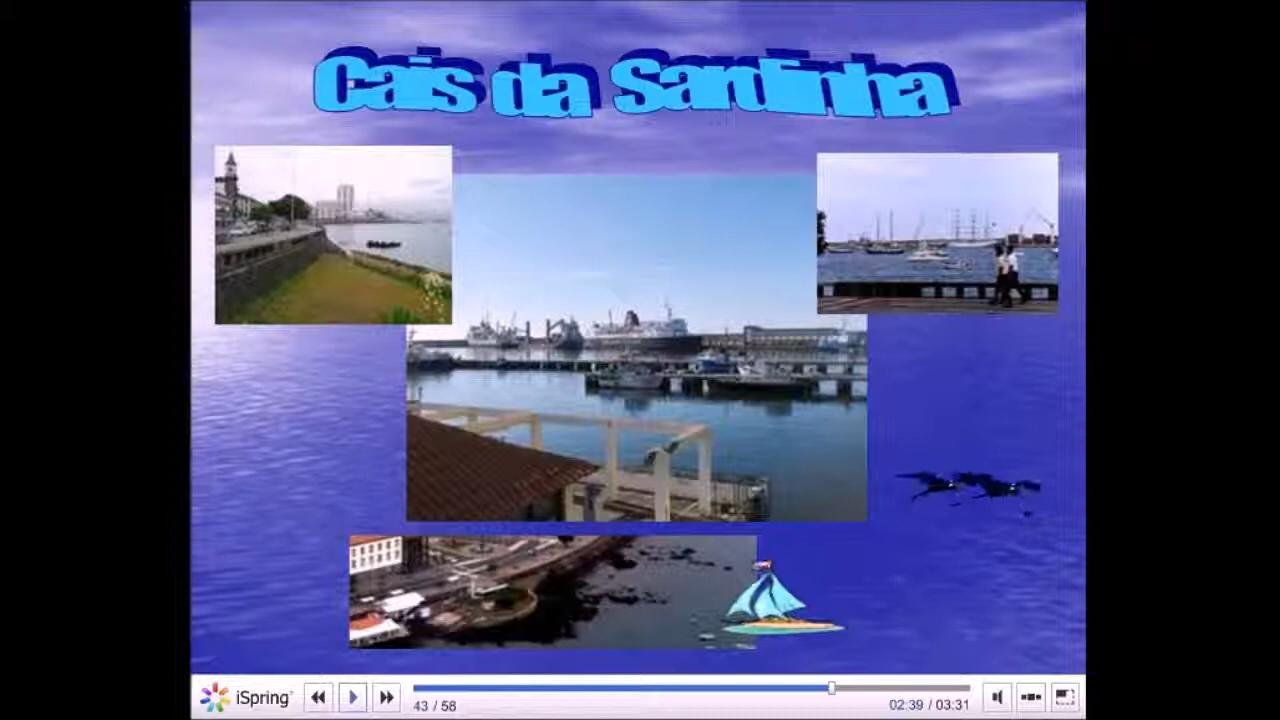 Cais da Sardinha
iSpring
43 / 58
02:39 / 03:31